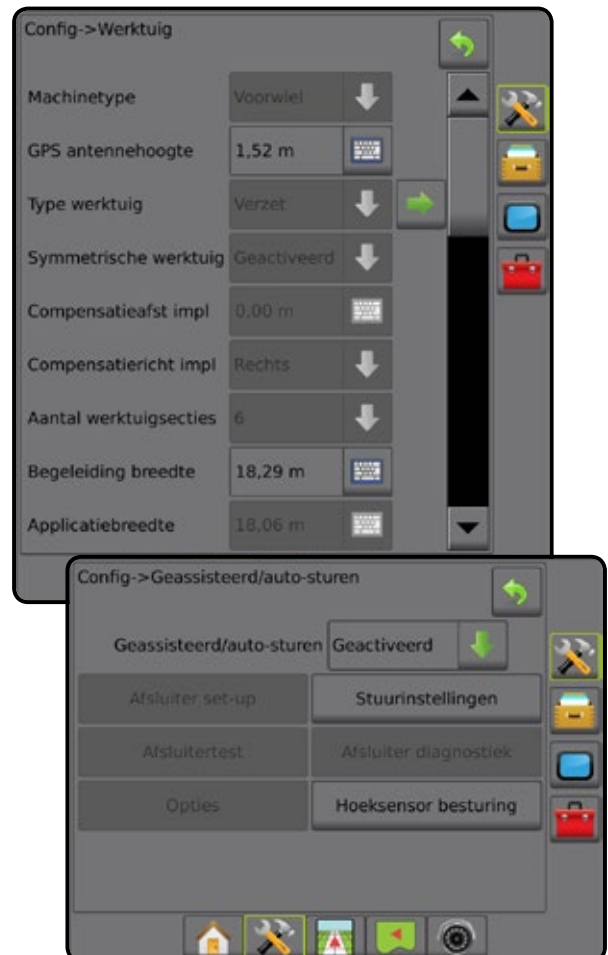 Config->Werktuig
Machinetype Voorwiel
GPS antennehoogte 1,52 m
Type werktuig Verzet
Symmetrische werktuig Geactiveerd
Compensatieafst impl 0,00 m
Compensatiericht impl Rechts
Aantal werktuigsecties 6
Begeleiding breedte 18,29 m
Applicatiebreedte 18,06 m
Config->Geassisteerd/auto-sturen
Geassisteerd/auto-sturen Geactiveerd
Afsluiter set-up Stuurinstellingen
Afsluitertest Afsluiter diagnostiek
Opties Hoeksensor besturing